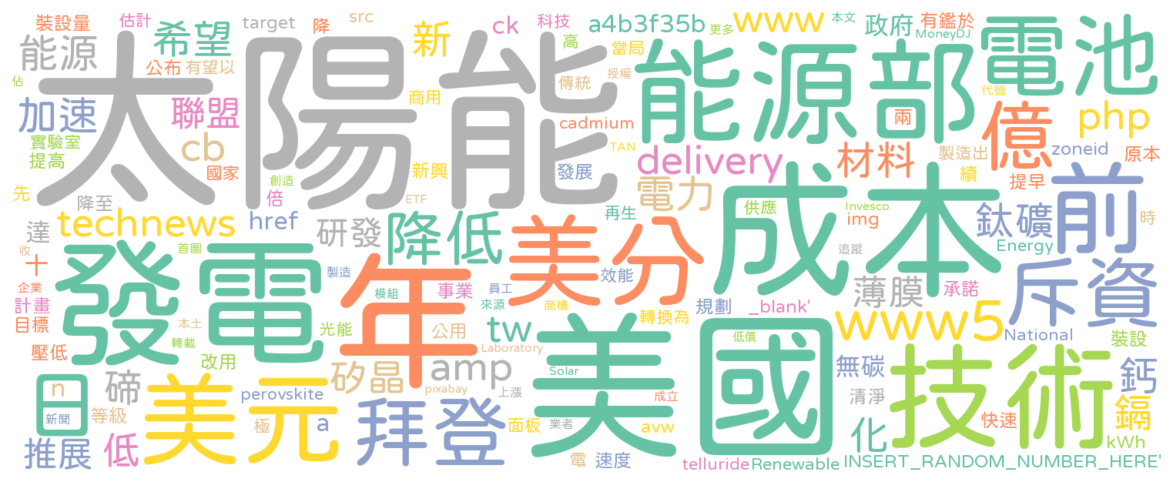 裝設量
估計
target
降
src
ck
科技
高
a4b3f35b
www
本文
更多
政府
有鑑於
MoneyDJ
能源
希望
新
當局
電池
公布
有望以
太陽能
能源部
傳統
授權
佔
加速
聯盟
商用
兩
代號
億
php
實驗室
cb
cadmium
材料
製造出
zoneid
原本
提高
國家
TAN
delivery
先
創造
倍
新興
發展
續
提早
降至
ETF
電力
成本
鈦礦
前
technews
href
研發
降低
美分
再生
供應
Invesco
img
時
達
Energy
首圖
追蹤
收
十
發電
年
製造
員工
效能
薄膜
承諾
斥資
企業
計畫
事業
模組
來源
商機
規劃
_blank'
目標
本土
光能
公用
tw
轉換為
www5
National
壓低
轉載
改用
Laboratory
美國
低價
裝設
日
n
碲
矽晶
amp
Solar
無碳
技術
鈣
新聞
等級
美元
perovskite
pixabay
上漲
成立
清淨
鎘
極
a
拜登
面板
業者
avw
快速
推展
低
電
速度
telluride
Renewable
化
kWh
INSERT_RANDOM_NUMBER_HERE'